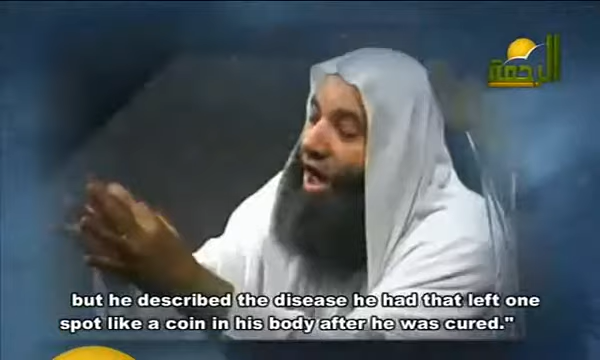 الرحمة
but he described the disease he had that left one
spot like a coin in his body after he was cured."